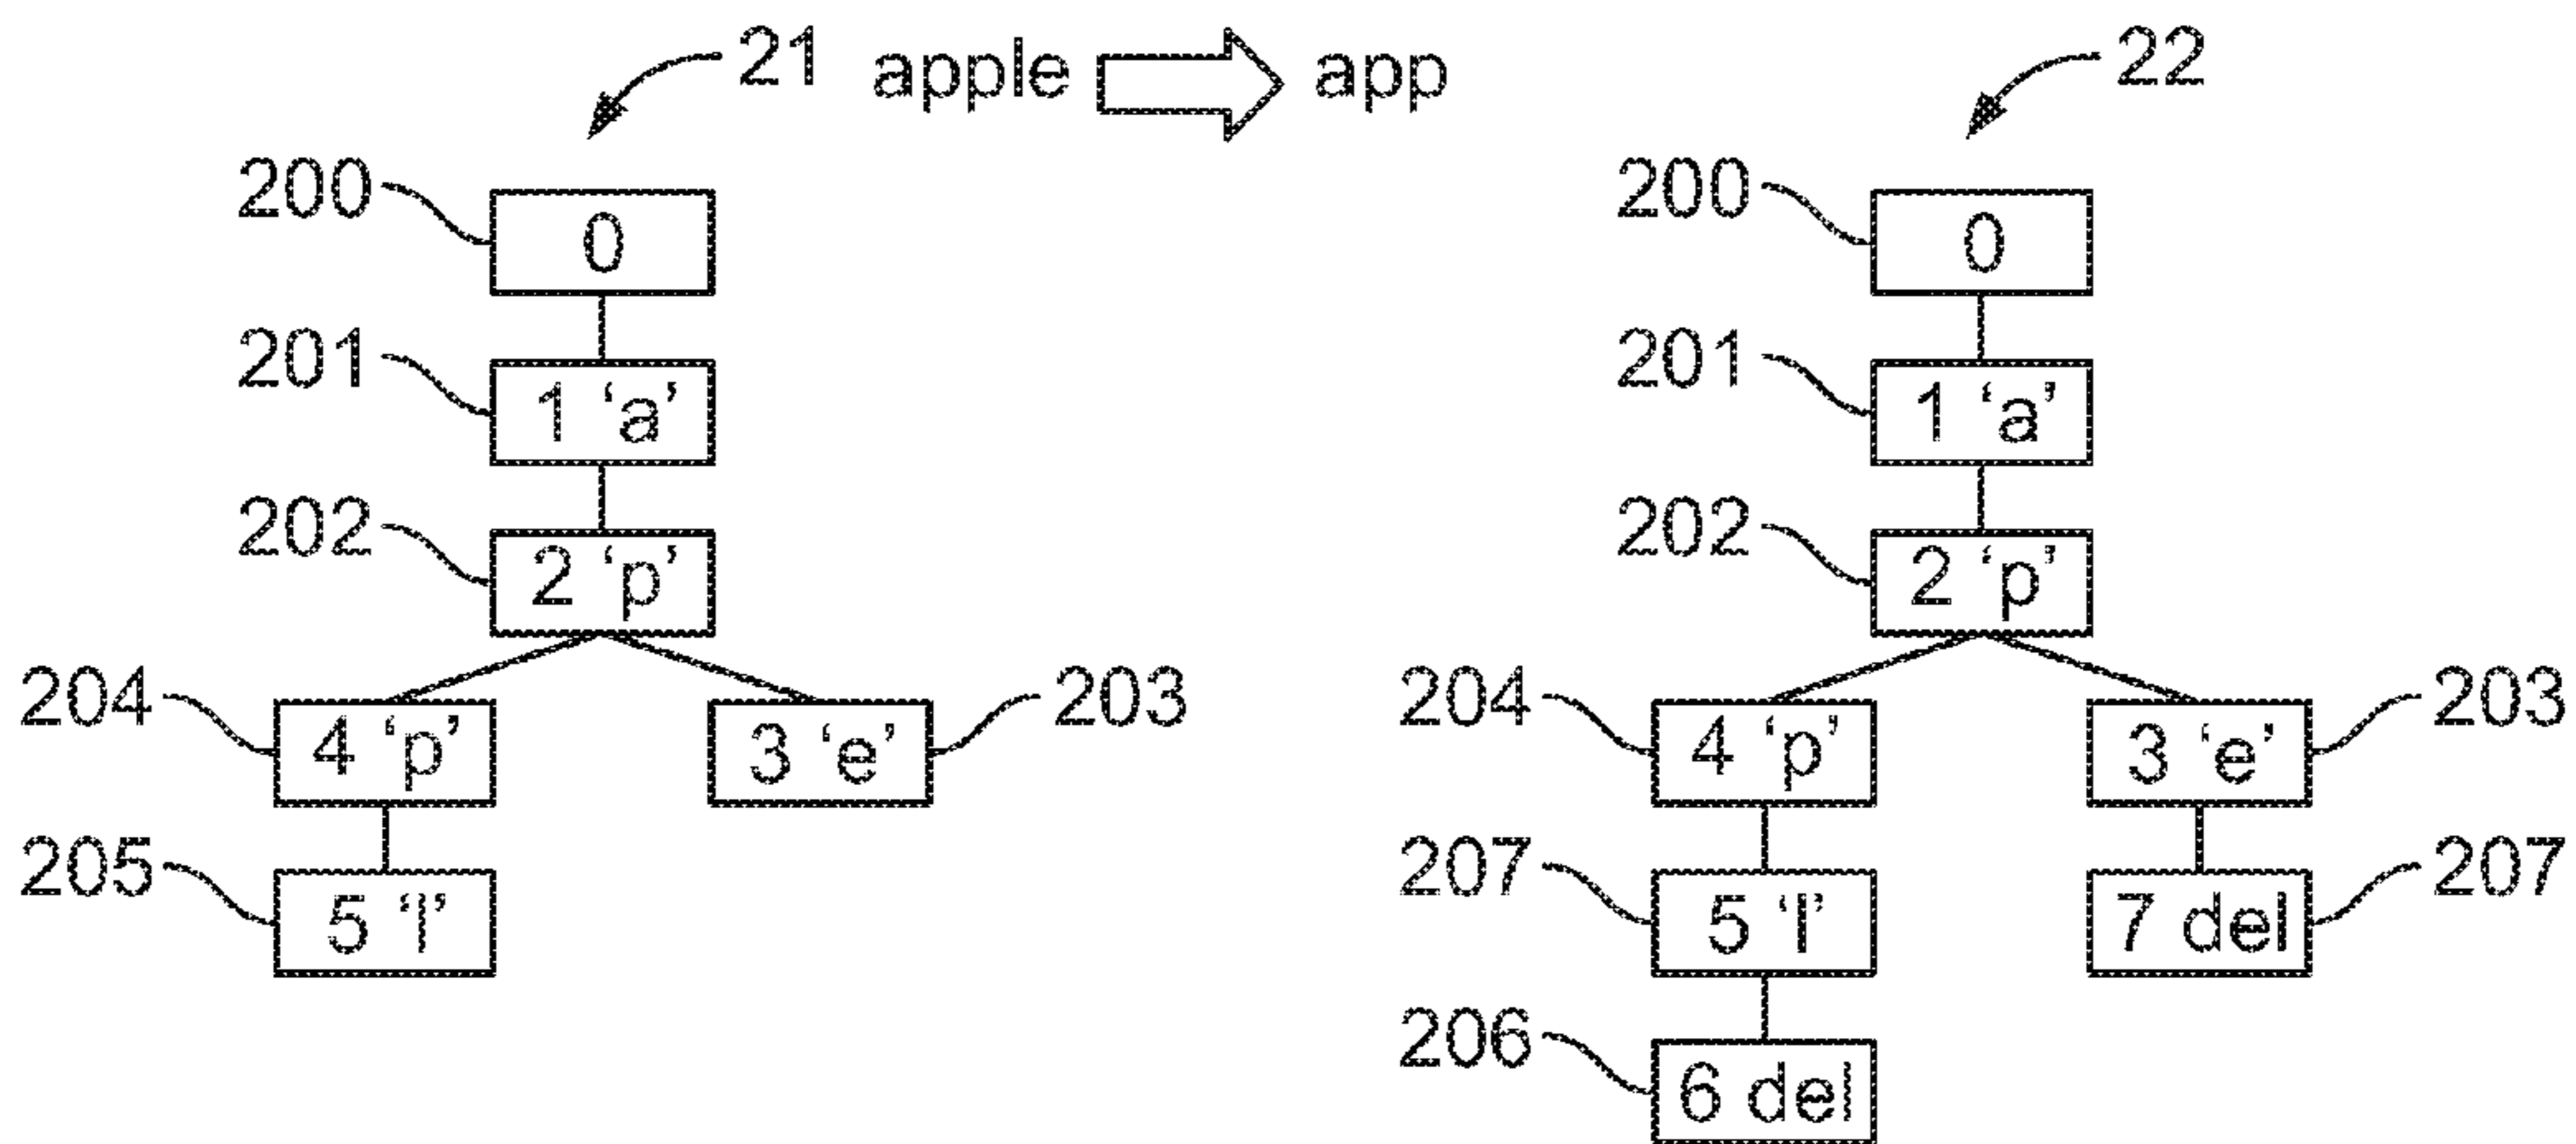 21 apple app 22
200 0 200 0
201 1 ‘a’ 201 1 ‘a’
202 2 ‘p’ 202 2 ‘p’
204 4 ‘p’ 3 ‘e’ 203 204 4 ‘p’ 3 ‘e’ 203
205 5 ‘l’ 207 5 ‘l’ 7 del 207
206 6 del